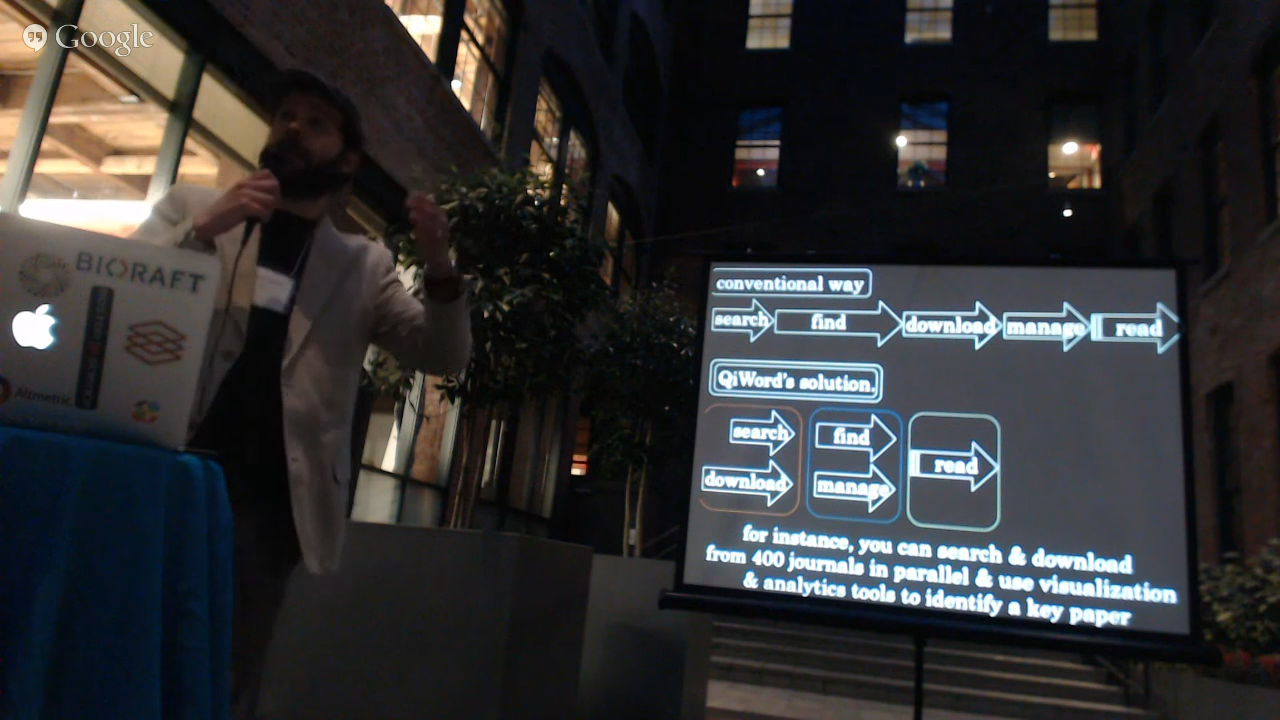 Google
BIORAFT
Altmetric
conventional way
search
find
download
manage
read
QiWord's solution.
search
find
read
download
manage
for instance, you can search & download
from 400 journals in parallel & use visualization
& analytics tools to identify a key paper